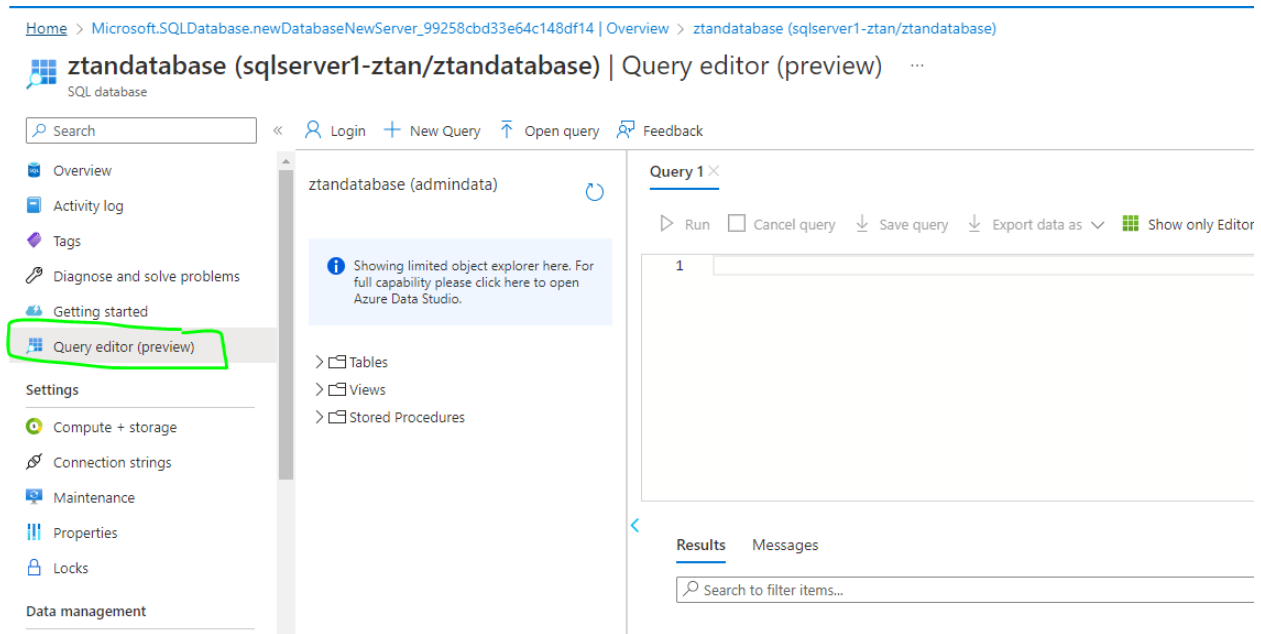 Home > Microsoft.SQLDatabase.newDatabaseNewServer_99258cbd33e64c148df14 | Overview > ztandatabase (sqlserver1-ztan/ztandatabase)
ztandatabase (sqlserver1-ztan/ztandatabase) | Query editor (preview) ...
SQL database
Search
Overview
Activity log
Tags
Diagnose and solve problems
Getting started
Query editor (preview)
Settings
Compute + storage
Connection strings
Maintenance
Properties
Locks
Data management
Login New Query Open query Feedback
ztandatabase (admindata)
Showing limited object explorer here. For
full capability please click here to open
Azure Data Studio.
Tables
Views
Stored Procedures
Query 1
Run Cancel query Save query Export data as Show only Editor
1
Results Messages
Search to filter items...